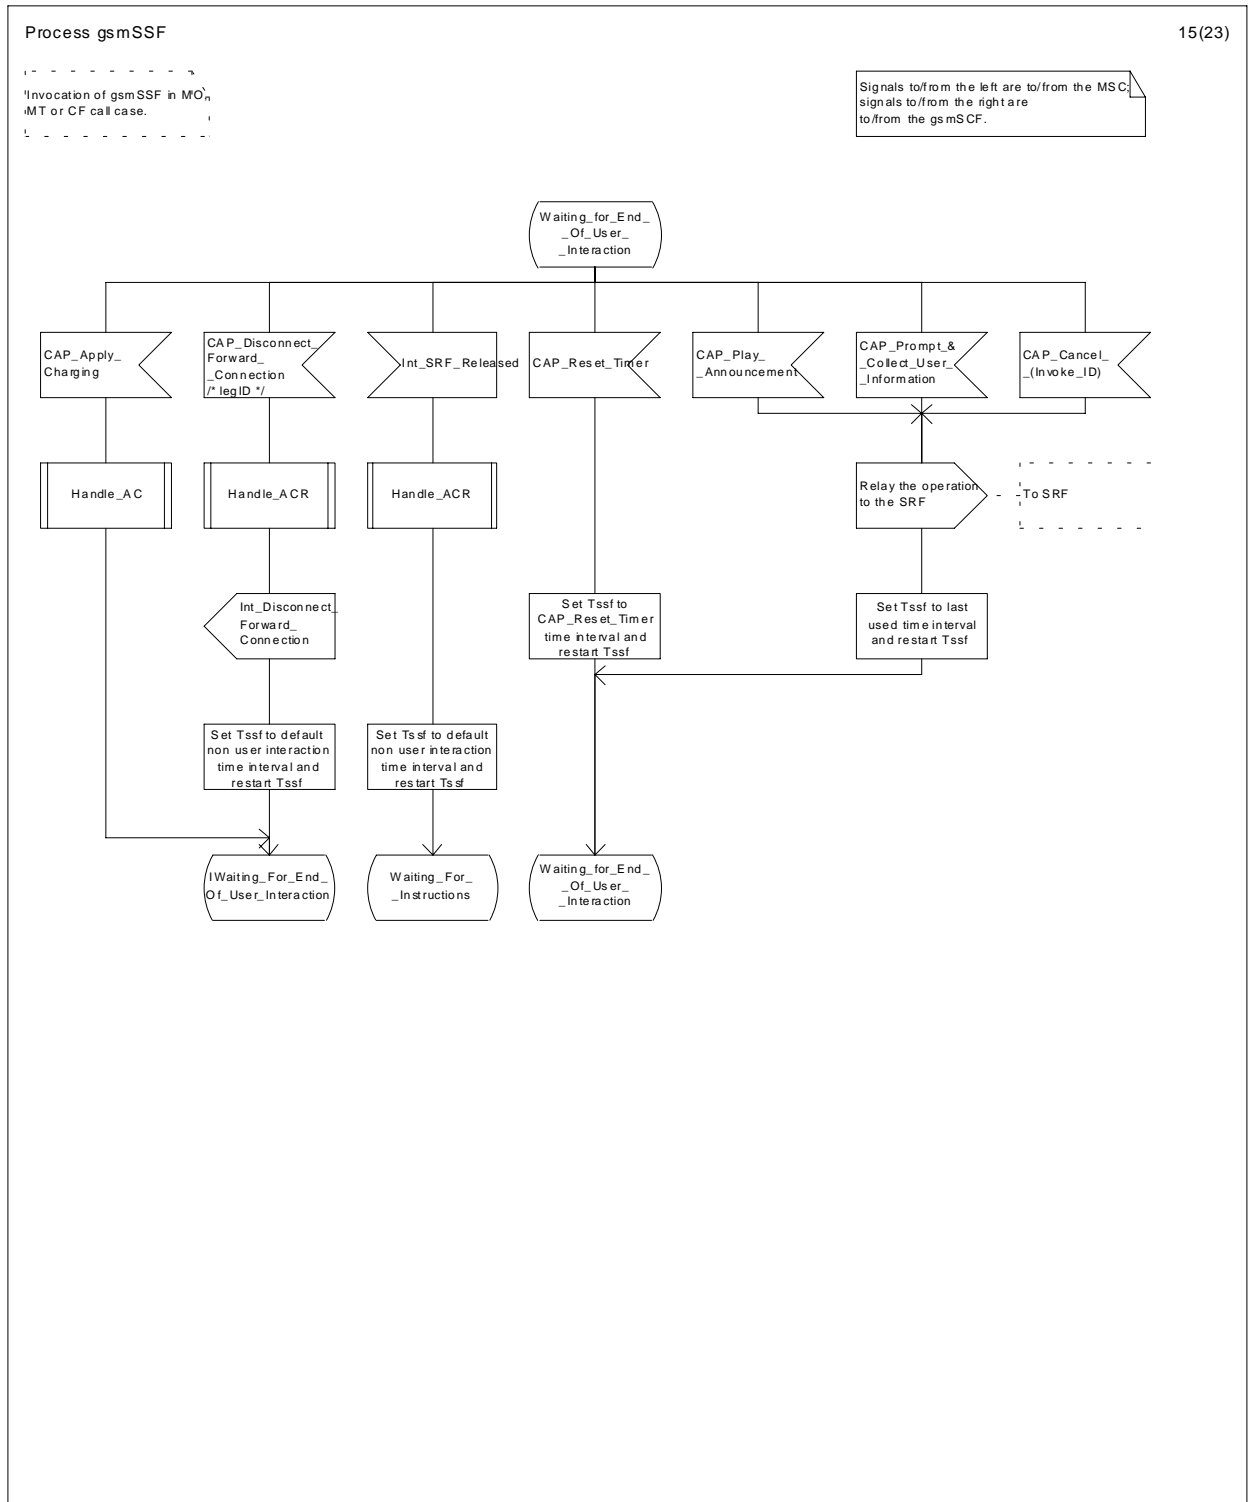 Process gsmSSF
15(23)
Invocation of gsmSSF in MO,
MT or CF call case.
Signals to/from the left are to/from the MSC;
signals to/from the right are
to/from the gsmSCF.
Waiting_for_End_
_Of_User_
_Interaction
CAP_Apply_
Charging
CAP_Disconnect_
Forward_
_Connection
/* legID */
Int_SRF_Released
CAP_Reset_Timer
CAP_Play_
_Announcement
CAP_Prompt_&
_Collect_User_
_Information
CAP_Cancel_
_(Invoke_ID)
Handle_AC
Handle_ACR
Handle_ACR
Relay the operation
to the SRF
To SRF
Int_Disconnect_
Forward_
Connection
Set Tssf to
CAP_Reset_Timer
time interval and
restart Tssf
Set Tssf to last
used time interval
and restart Tssf
Set Tssf to default
non user interaction
time interval and
restart Tssf
Set Tssf to default
non user interaction
time interval and
restart Tssf
IWaiting_For_End_
Of_User_Interaction
Waiting_For_
_Instructions
Waiting_for_End_
_Of_User_
_Interaction